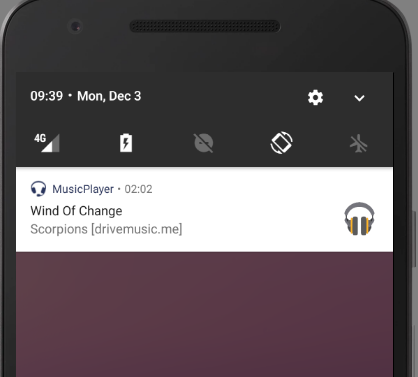 09:39 • Mon, Dec 3
4G
MusicPlayer • 02:02
Wind Of Change
Scorpions [drivemusic.me]